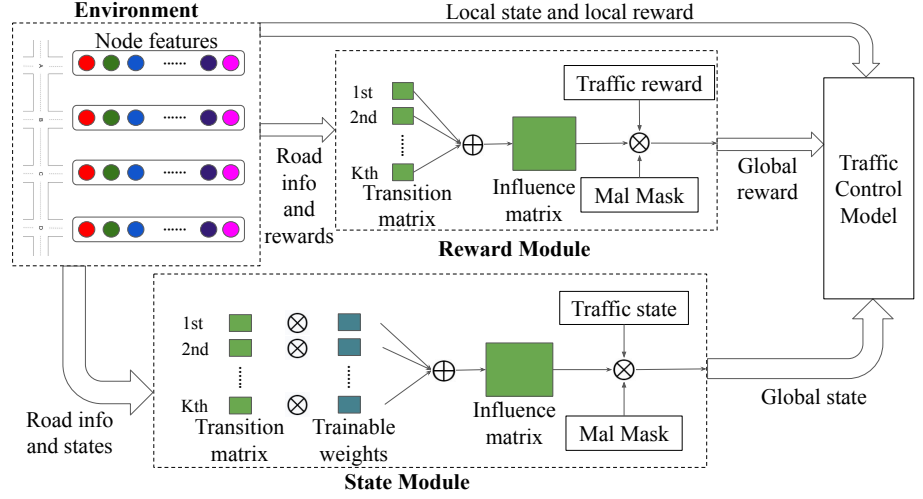 Environment
Local state and local reward
Node features
A
B
C
D
Road
info
and
rewards
1st
2nd
Kth
Transition
matrix
Influence
matrix
Traffic reward
Mal Mask
Reward Module
Global
reward
Traffic
Control
Model
Road info
and states
1st
2nd
Kth
Transition
matrix
Trainable
weights
Influence
matrix
Traffic state
Mal Mask
State Module
Global state